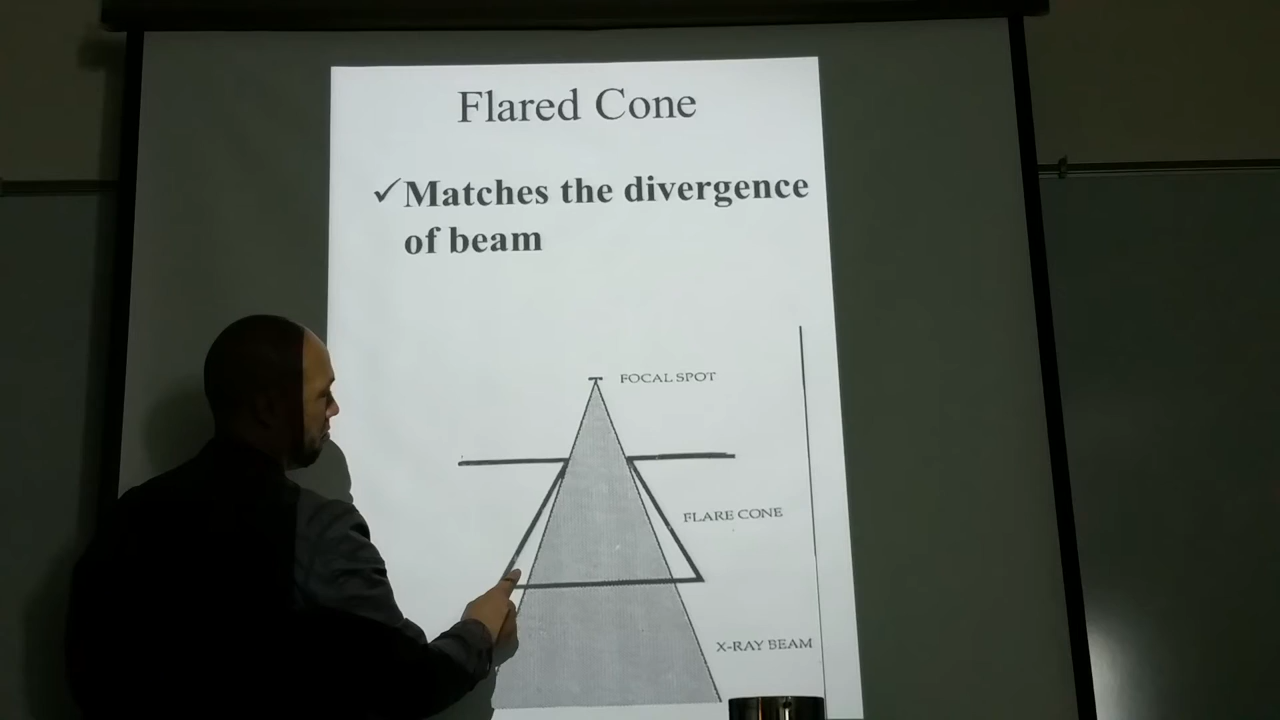 Flared Cone
✓Matches the divergence
of beam
FOCAL SPOT
FLARE CONE
X-RAY BEAM